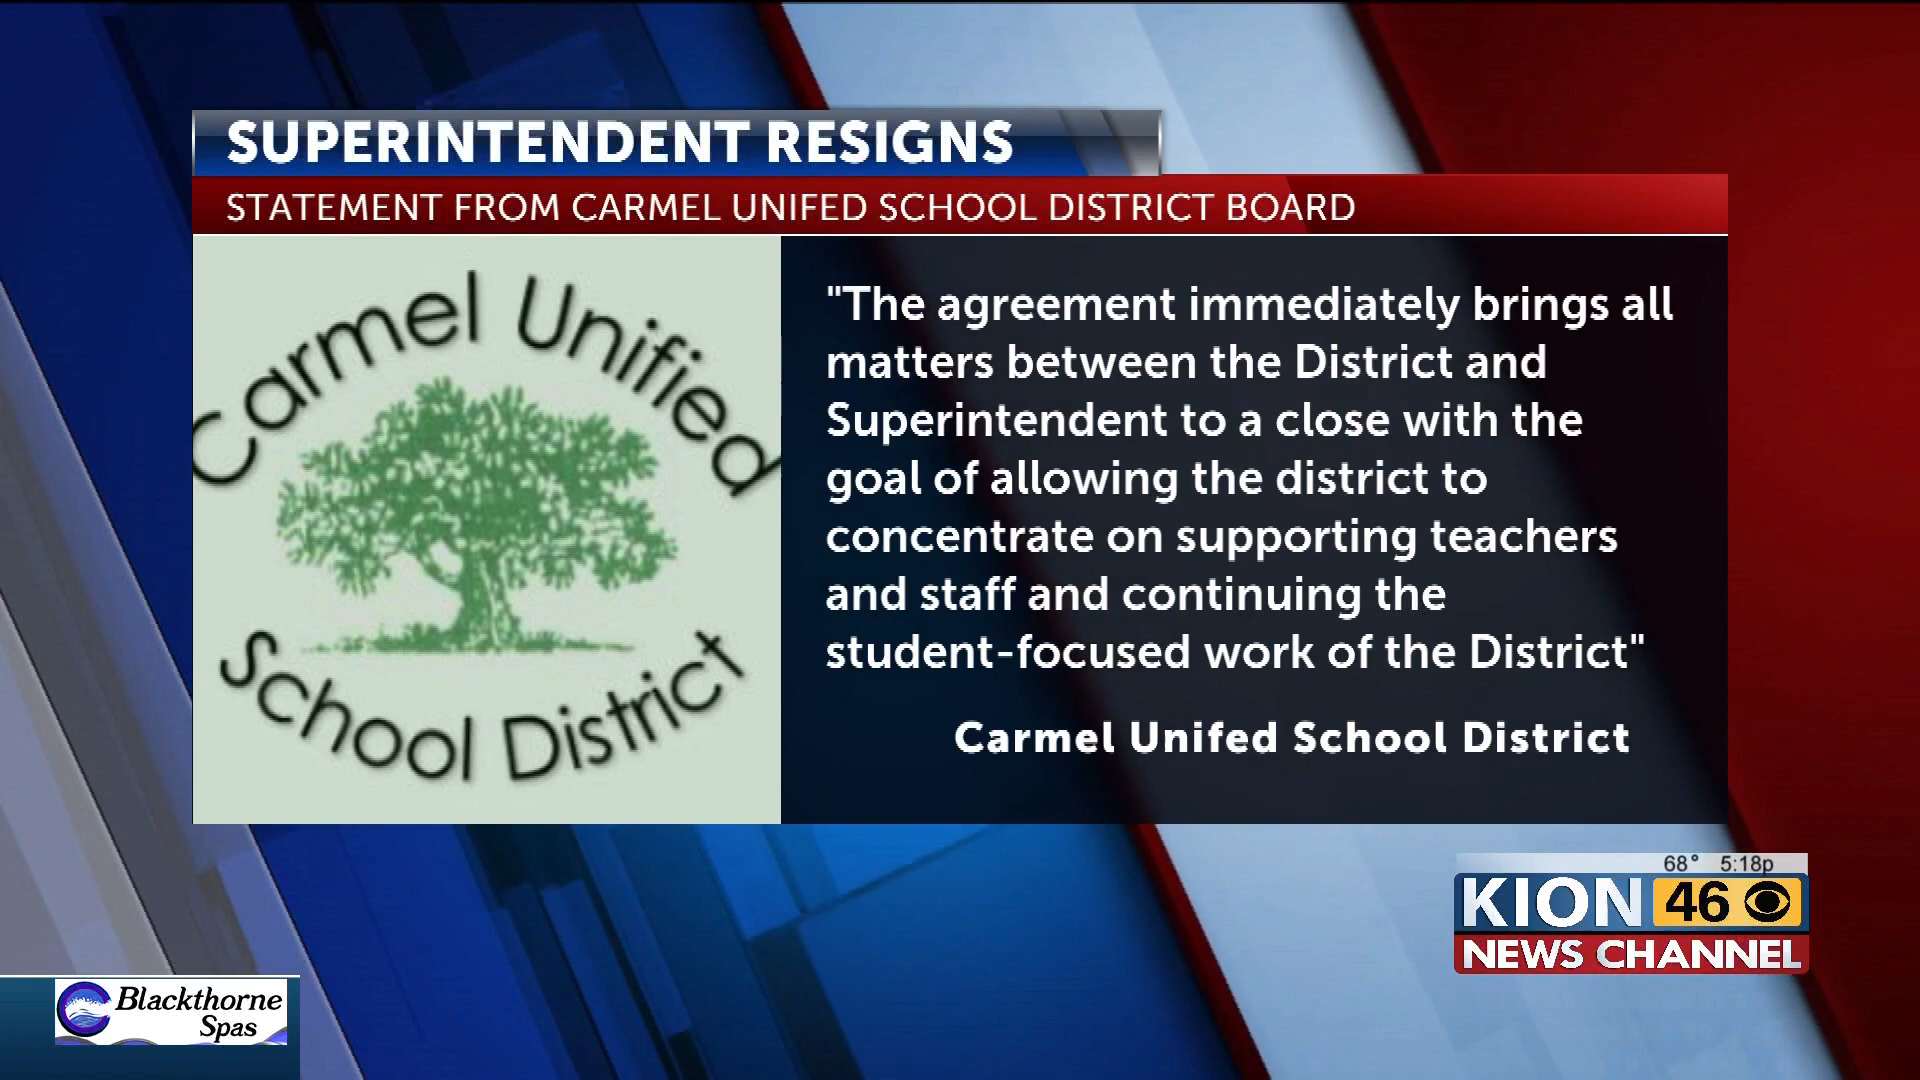 SUPERINTENDENT RESIGNS
STATEMENT FROM CARMEL UNIFED SCHOOL DISTRICT BOARD
Carmel Unified
School District
"The agreement immediately brings all
matters between the District and
Superintendent to a close with the
goal of allowing the district to
concentrate on supporting teachers
and staff and continuing the
student-focused work of the District"
Carmel Unifed School District
68° 5:18p
KION 46
NEWS CHANNEL
Blackthorne
Spas